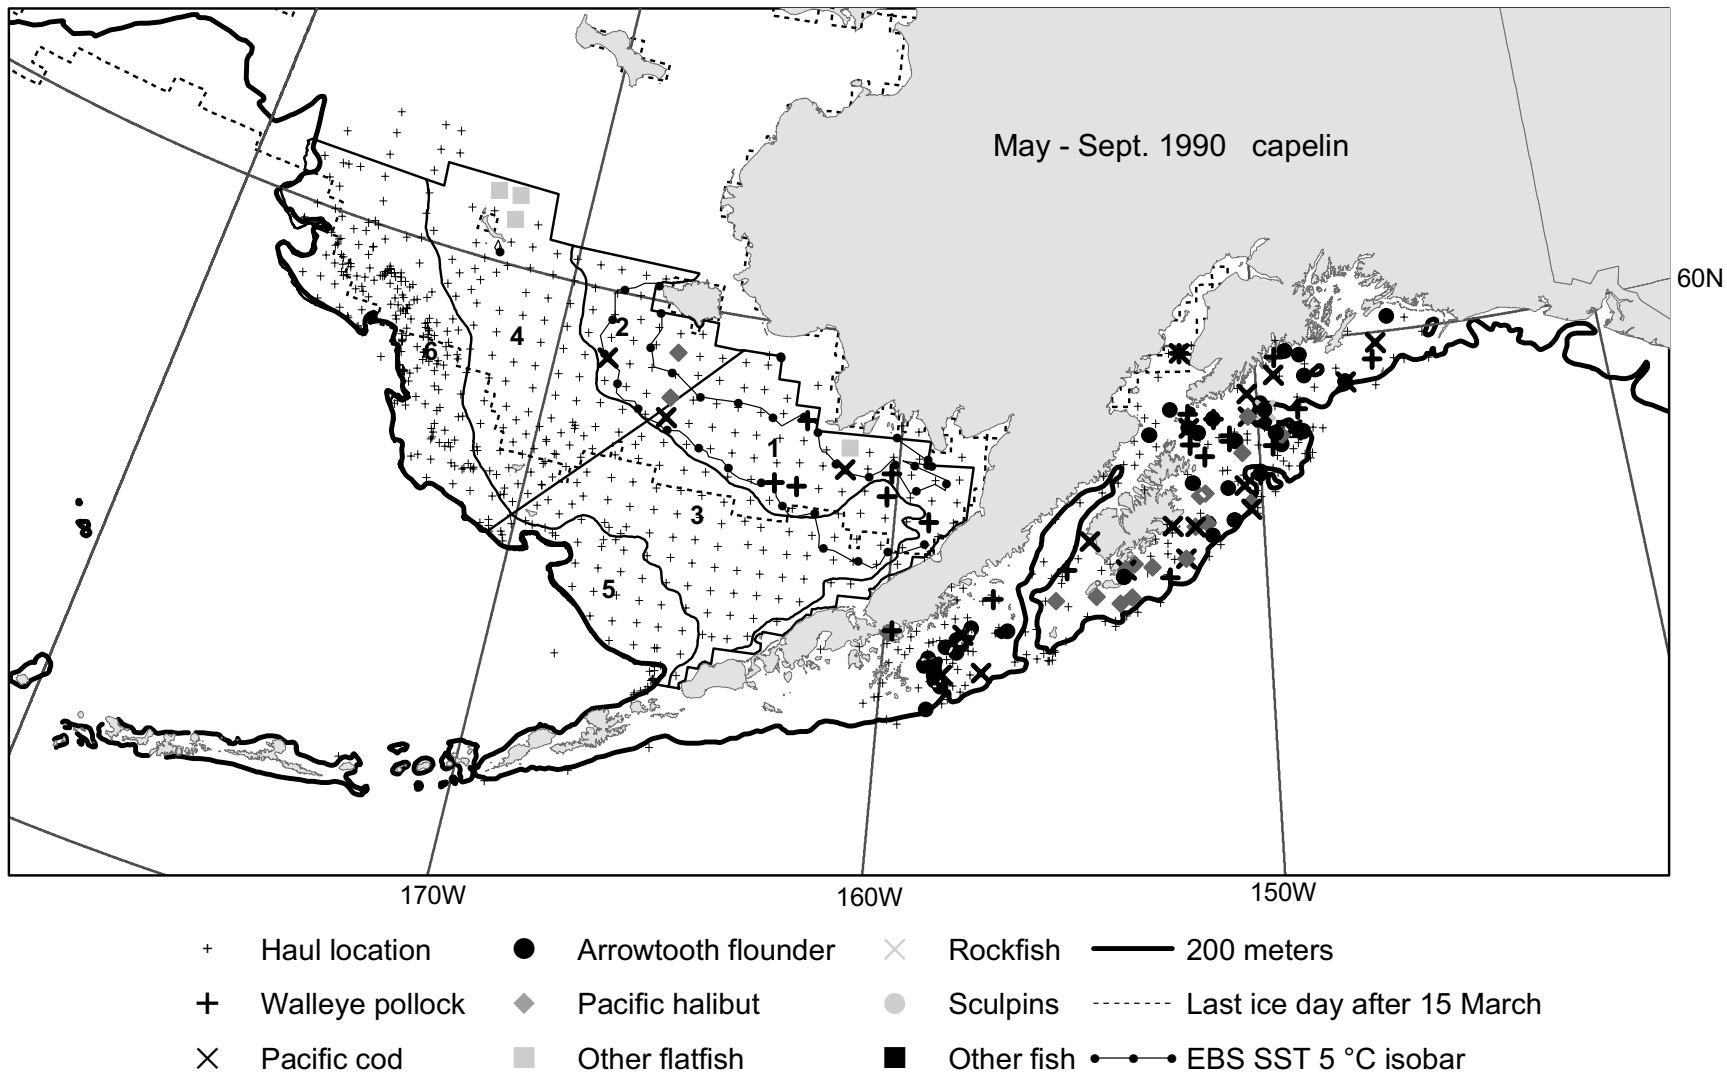 May - Sept. 1990 capelin
60N
2
4
6
1
3
5
170W
160W
150W
Haul location
Arrowtooth flounder
Rockfish
200 meters
Walleye pollock
Pacific halibut
Sculpins
Last ice day after 15 March
Pacific cod
Other flatfish
Other fish
EBS SST 5 °C isobar